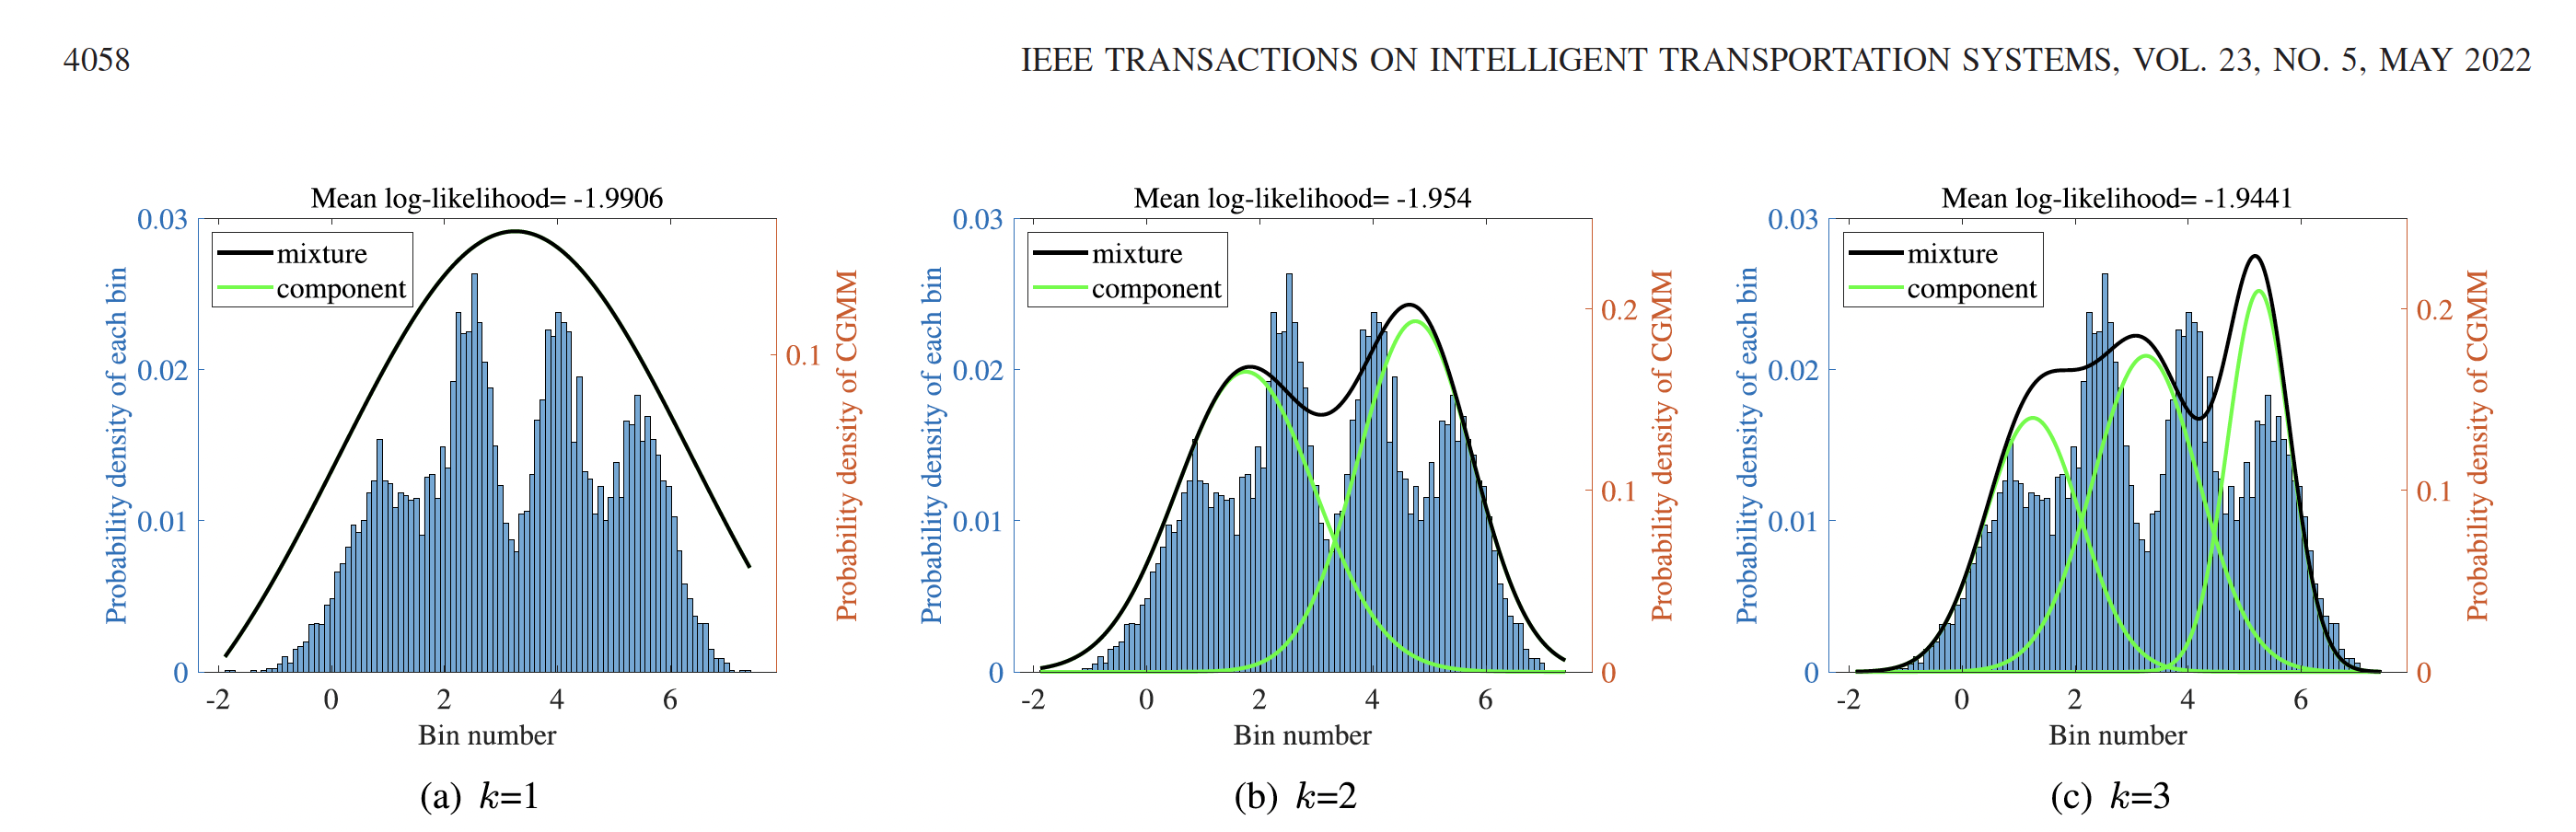 4058
IEEE TRANSACTIONS ON INTELLIGENT TRANSPORTATION SYSTEMS, VOL. 23, NO. 5, MAY 2022
Mean log-likelihood= -1.9906
0.03
0.02
0.01
0
Probability density of each bin
mixture
component
0.1
Probability density of CGMM
-2 0 2 4 6
Bin number
(a) k=1
Mean log-likelihood= -1.954
0.03
0.02
0.01
0
Probability density of each bin
mixture
component
0.2
0.1
0
Probability density of CGMM
-2 0 2 4 6
Bin number
(b) k=2
Mean log-likelihood= -1.9441
0.03
0.02
0.01
0
Probability density of each bin
mixture
component
0.2
0.1
0
Probability density of CGMM
-2 0 2 4 6
Bin number
(c) k=3